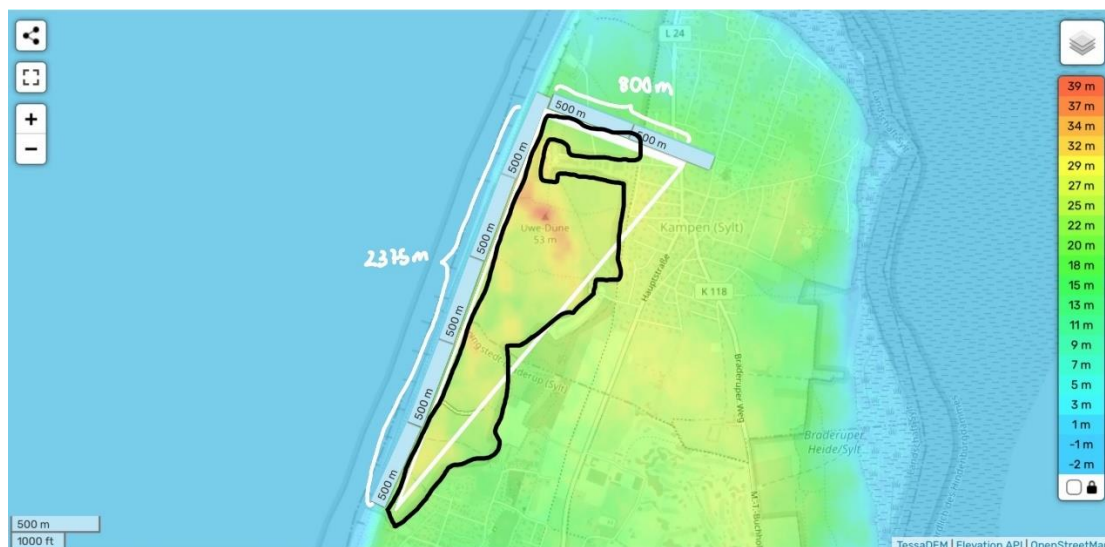 L 24
800 m
500 m
500 m
500 m
2375m
Uwe-Düne
53 m
Kampen (Sylt)
500 m
Hauptstraße
K 118
500 m
500 m
Braderuper
Weg
500 m
Braderuper
Heide/Sylt
M.-T.-Buchholz
39 m
37 m
34 m
32 m
29 m
27 m
25 m
22 m
20 m
18 m
15 m
13 m
11 m
9 m
7 m
5 m
3 m
1 m
-1 m
-2 m
500 m
1000 ft
TessaDEM | Elevation API | OpenStreetMap